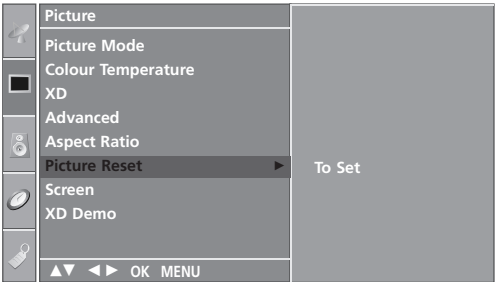 Picture
Picture Mode
Colour Temperature
XD
Advanced
Aspect Ratio
Picture Reset ▶ To Set
Screen
XD Demo
▲▼ ◀▶ OK MENU